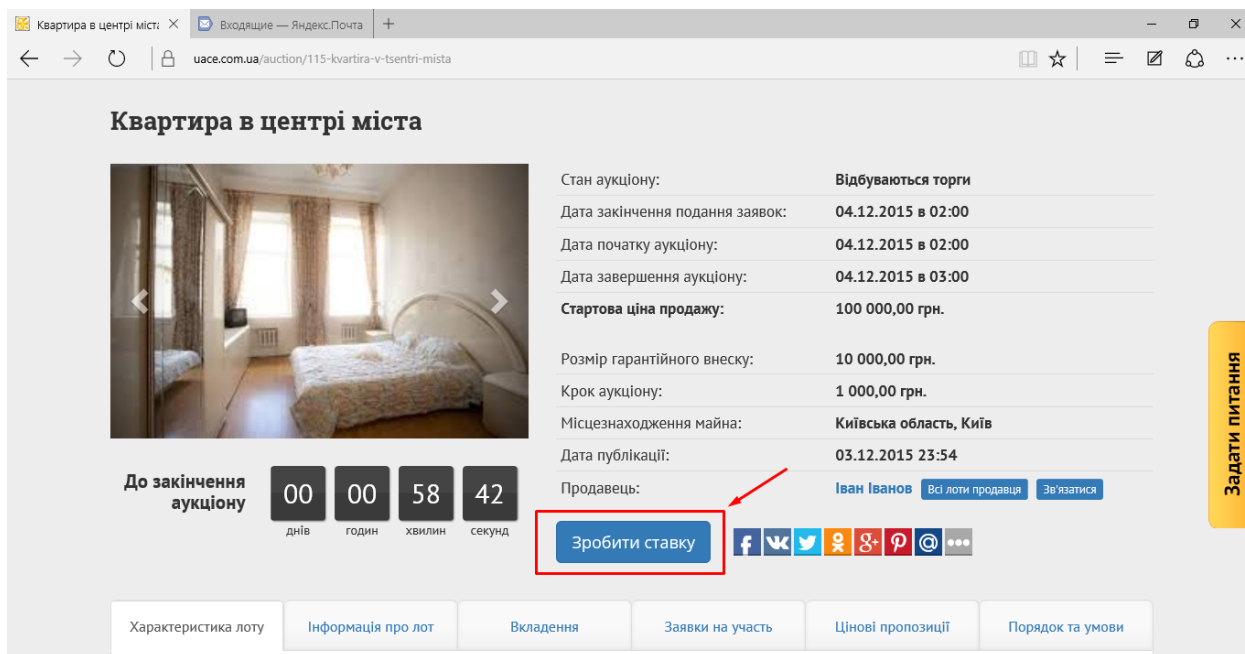 Квартира в центрі міста
Входящие — Яндекс.Почта
uace.com.ua/auction/115-kvartira-v-tsentri-mista
Квартира в центрі міста
Стан аукціону: Відбуваються торги
Дата закінчення подання заявок: 04.12.2015 в 02:00
Дата початку аукціону: 04.12.2015 в 02:00
Дата завершення аукціону: 04.12.2015 в 03:00
Стартова ціна продажу: 100 000,00 грн.
Розмір гарантійного внеску: 10 000,00 грн.
Крок аукціону: 1 000,00 грн.
Місцезнаходження майна: Київська область, Київ
Дата публікації: 03.12.2015 23:54
Продавець: Іван Іванов Всі лоти продавця Зв'язатися
До закінчення аукціону
00 00 58 42
днів годин хвилин секунд
Зробити ставку
Задати питання
Характеристика лоту Інформація про лот Вкладення Заявки на участь Цінові пропозиції Порядок та умови